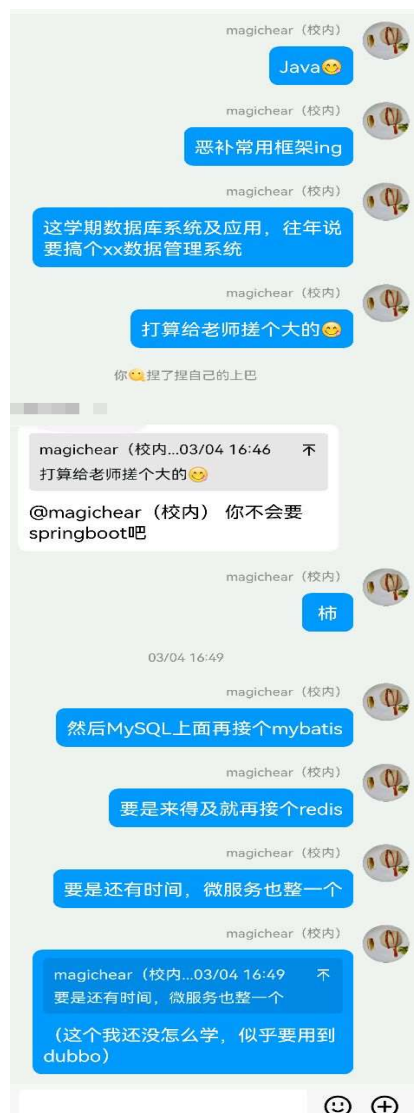 magichear（校内）
Java
magichear（校内）
恶补常用框架ing
magichear（校内）
这学期数据库系统及应用，往年说
要搞个xx数据管理系统
magichear（校内）
打算给老师搓个大的
你捏了捏自己的上巴
magichear（校内...03/04 16:46
打算给老师搓个大的
@magichear（校内） 你不会要
springboot吧
magichear（校内）
柿
03/04 16:49
magichear（校内）
然后MySQL上面再接个mybatis
magichear（校内）
要是来得及就再接个redis
magichear（校内）
要是还有时间，微服务也整一个
magichear（校内）
magichear（校内...03/04 16:49
要是还有时间，微服务也整一个
（这个我还没怎么学，似乎要用到
dubbo）